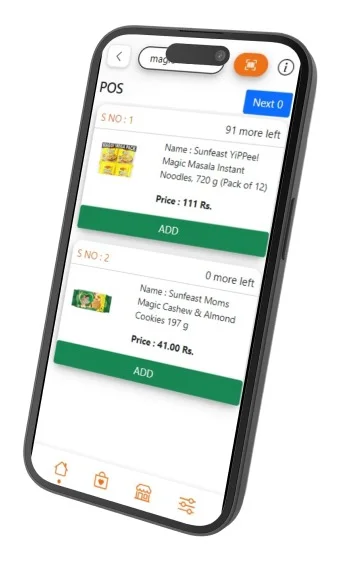 magic
POS
Next 0
S NO : 1
91 more left
Name : Sunfeast YiPPee!
Magic Masala Instant
Noodles, 720 g (Pack of 12)
Price : 111 Rs.
ADD
S NO : 2
0 more left
Name : Sunfeast Moms
Magic Cashew & Almond
Cookies 197 g
Price : 41.00 Rs.
ADD